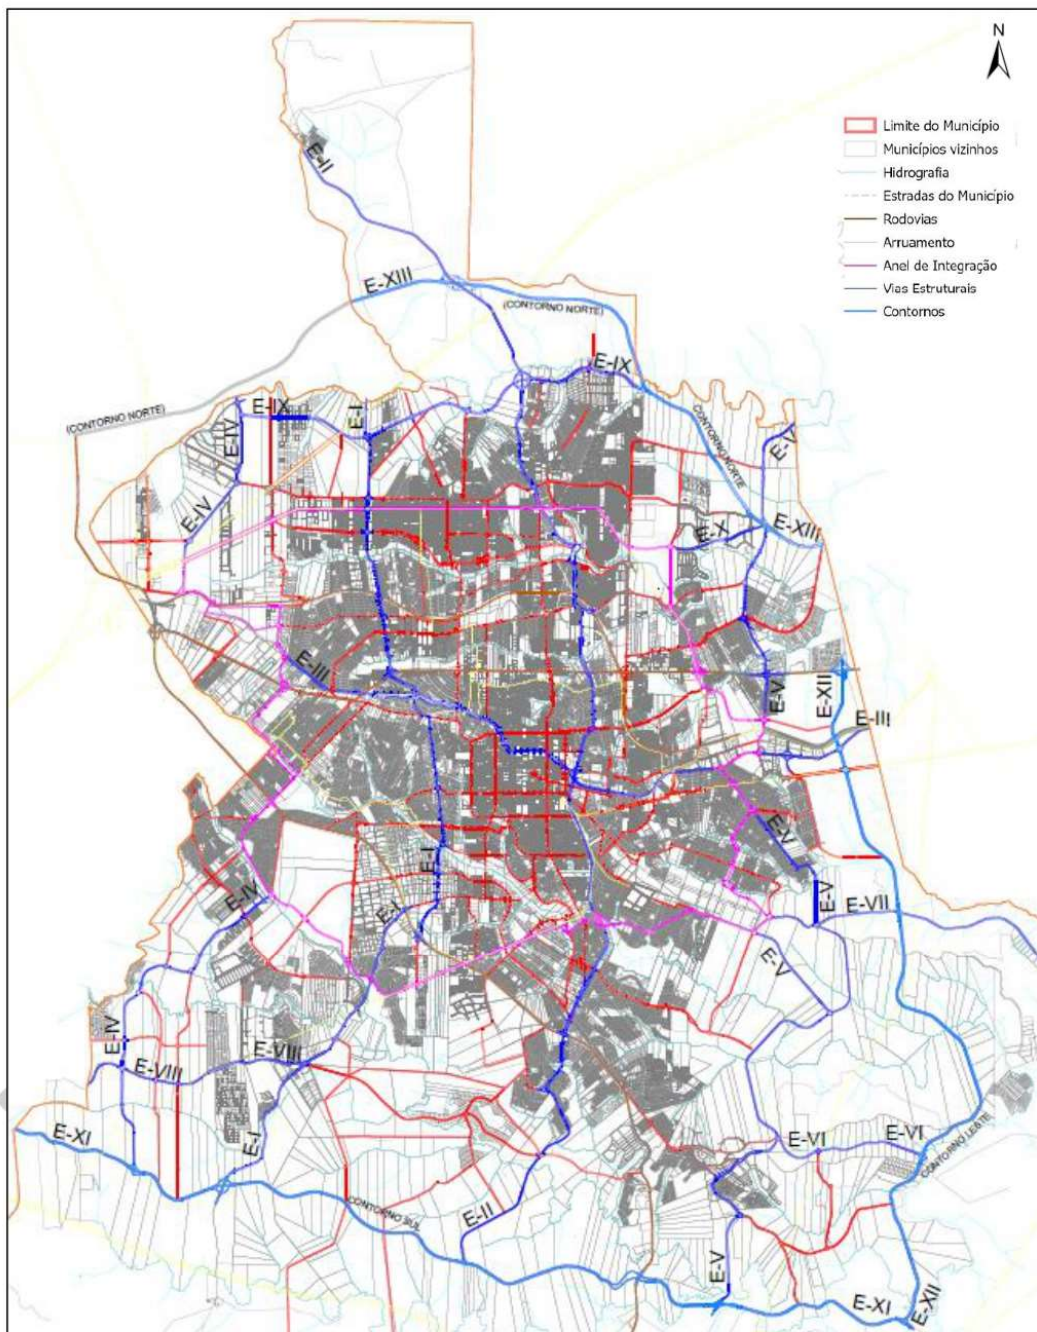 N
Limite do Município
Municípios vizinhos
Hidrografia
Estradas do Município
Rodovias
Arruamento
Anel de Integração
Vias Estruturais
Contornos
E-II
E-XIII
(CONTORNO NORTE)
E-IX
(CONTORNO NORTE)
E-IX
E-I
E-IV
CONTORNO NORTE
E-V
E-IV
E-X
E-XIII
E-III
E-V
E-XII
E-III
E-V
E-I
E-IV
E-I
E-V
E-VII
E-V
E-IV
E-VIII
E-VIII
E-I
E-XI
E-VI
E-VI
CONTORNO LESTE
CONTORNO SUL
E-II
E-V
E-XI
E-XII